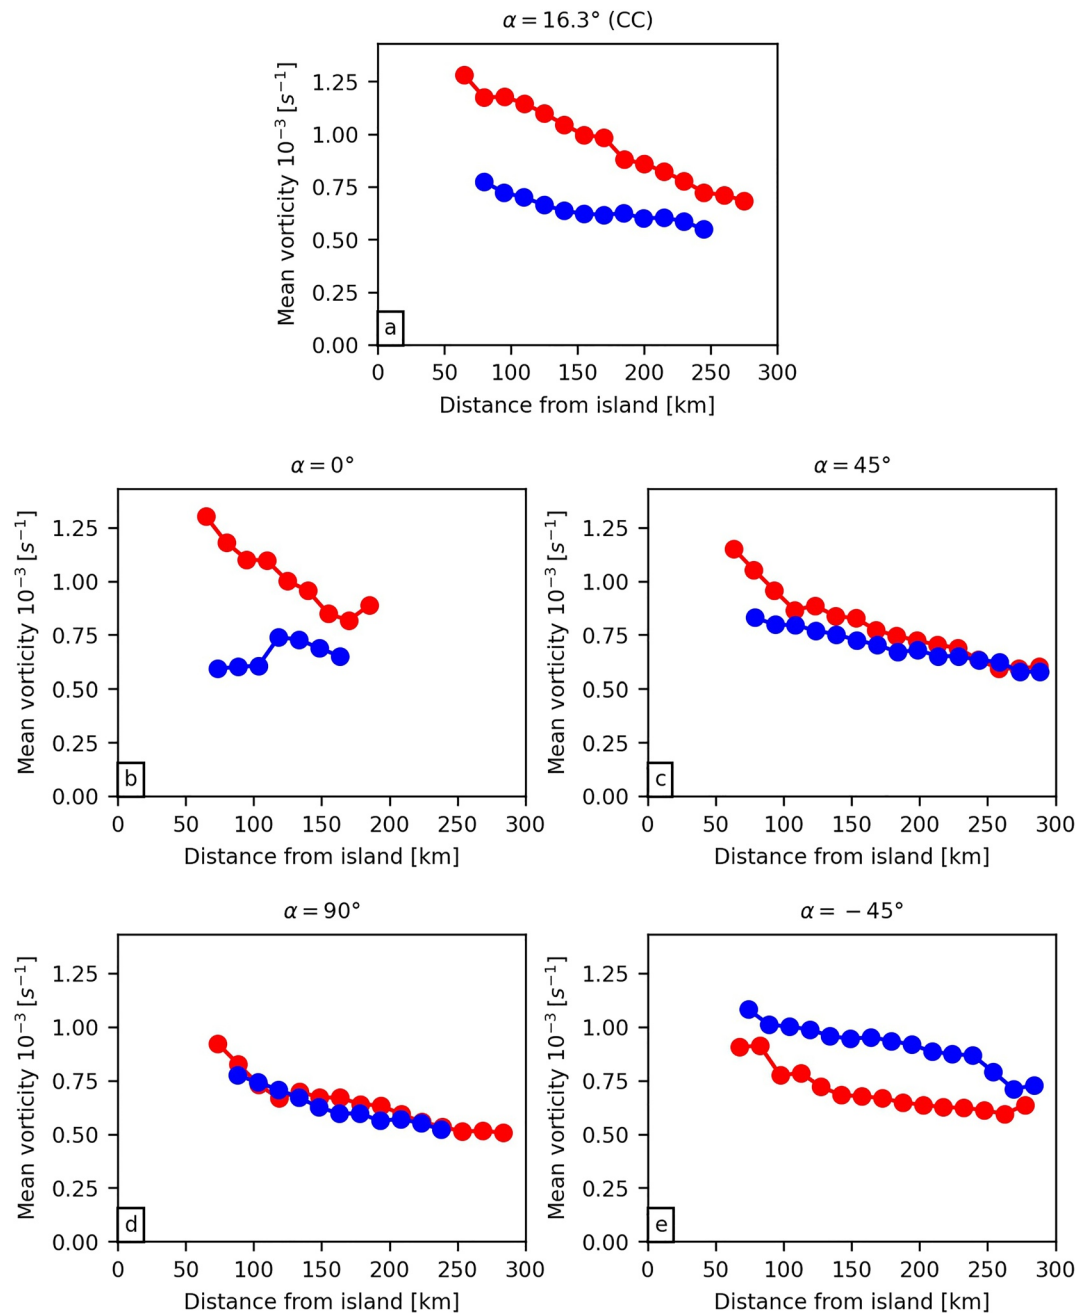 α = 16.3° (CC)
Mean vorticity 10⁻³ [s⁻¹]
1.25
1.00
0.75
0.50
0.25
0.00
a
0 50 100 150 200 250 300
Distance from island [km]
α = 0°
Mean vorticity 10⁻³ [s⁻¹]
1.25
1.00
0.75
0.50
0.25
0.00
b
0 50 100 150 200 250 300
Distance from island [km]
α = 45°
Mean vorticity 10⁻³ [s⁻¹]
1.25
1.00
0.75
0.50
0.25
0.00
c
0 50 100 150 200 250 300
Distance from island [km]
α = 90°
Mean vorticity 10⁻³ [s⁻¹]
1.25
1.00
0.75
0.50
0.25
0.00
d
0 50 100 150 200 250 300
Distance from island [km]
α = −45°
Mean vorticity 10⁻³ [s⁻¹]
1.25
1.00
0.75
0.50
0.25
0.00
e
0 50 100 150 200 250 300
Distance from island [km]